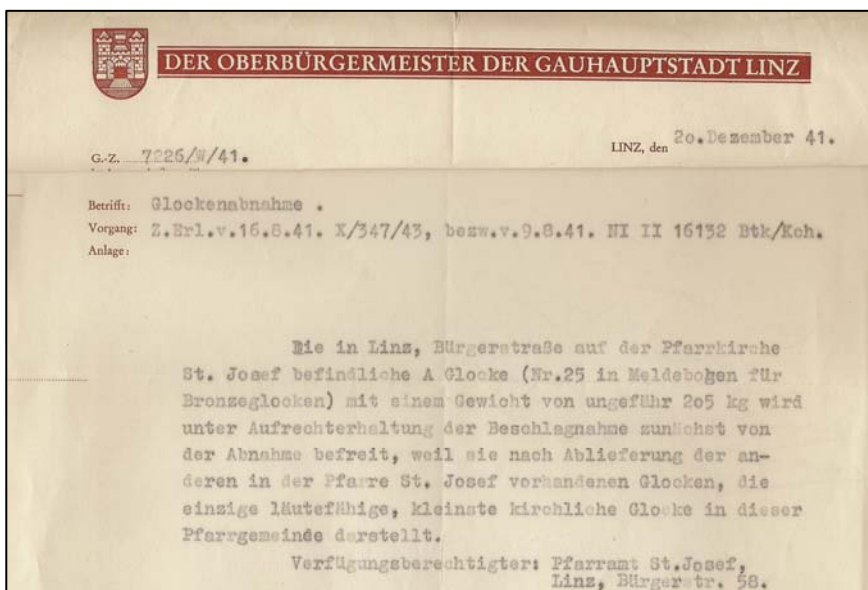 DER OBERBÜRGERMEISTER DER GAUHAUPTSTADT LINZ
G.-Z. 7226/W/41.
LINZ, den 2o.Dezember 41.
Betrifft: Glockenabnahme .
Vorgang: Z.Erl.v.16.8.41. X/347/43, bezw.v.9.8.41. NI II 16132 Btk/Kch.
Anlage:
Die in Linz, Bürgerstraße auf der Pfarrkirche
St. Josef befindliche A Glocke (Nr.25 in Meldebogen für
Bronzeglocken) mit einem Gewicht von ungefähr 2o5 kg wird
unter Aufrechterhaltung der Beschlagnahme zunächst von
der Abnahme befreit, weil sie nach Ablieferung der an-
deren in der Pfarre St. Josef vorhandenen Glocken, die
einzige läutefähige, kleinste kirchliche Glocke in dieser
Pfarrgemeinde darstellt.
Verfügungsberechtigter: Pfarramt St.Josef,
Linz, Bürgerstr. 58.